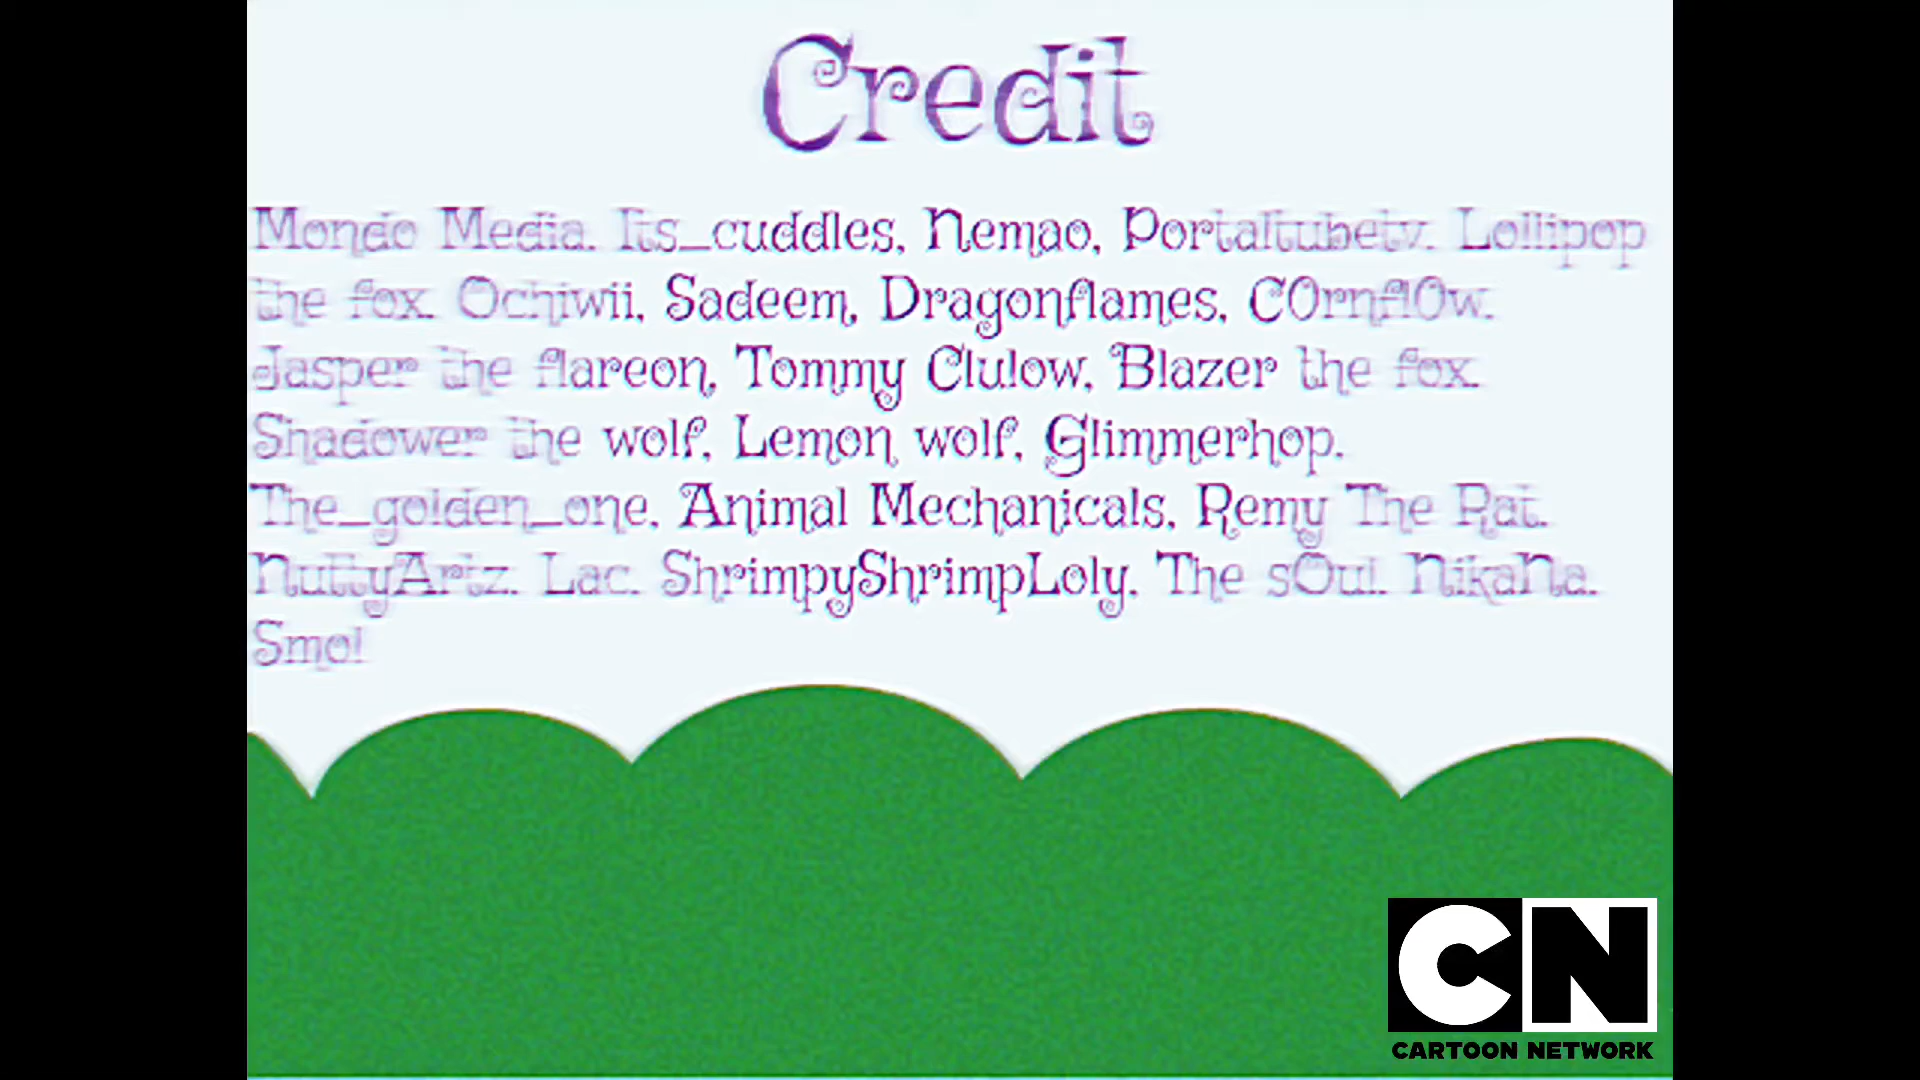 Credit
Mondo Media. Its_cuddles, Nemao, Portaltubetv. Lollipop
the fox. Ochiwii, Sadeem, Dragonflames, COrnflOw.
Jasper the flareon, Tommy Clulow, Blazer the fox.
Shadower the wolf, Lemon wolf, Glimmerhop,
The_golden_one, Animal Mechanicals, Remy The Rat.
NuttyArtz. Lac. ShrimpyShrimpLoly, The sOul. NikaNa.
Smol
CN
CARTOON NETWORK